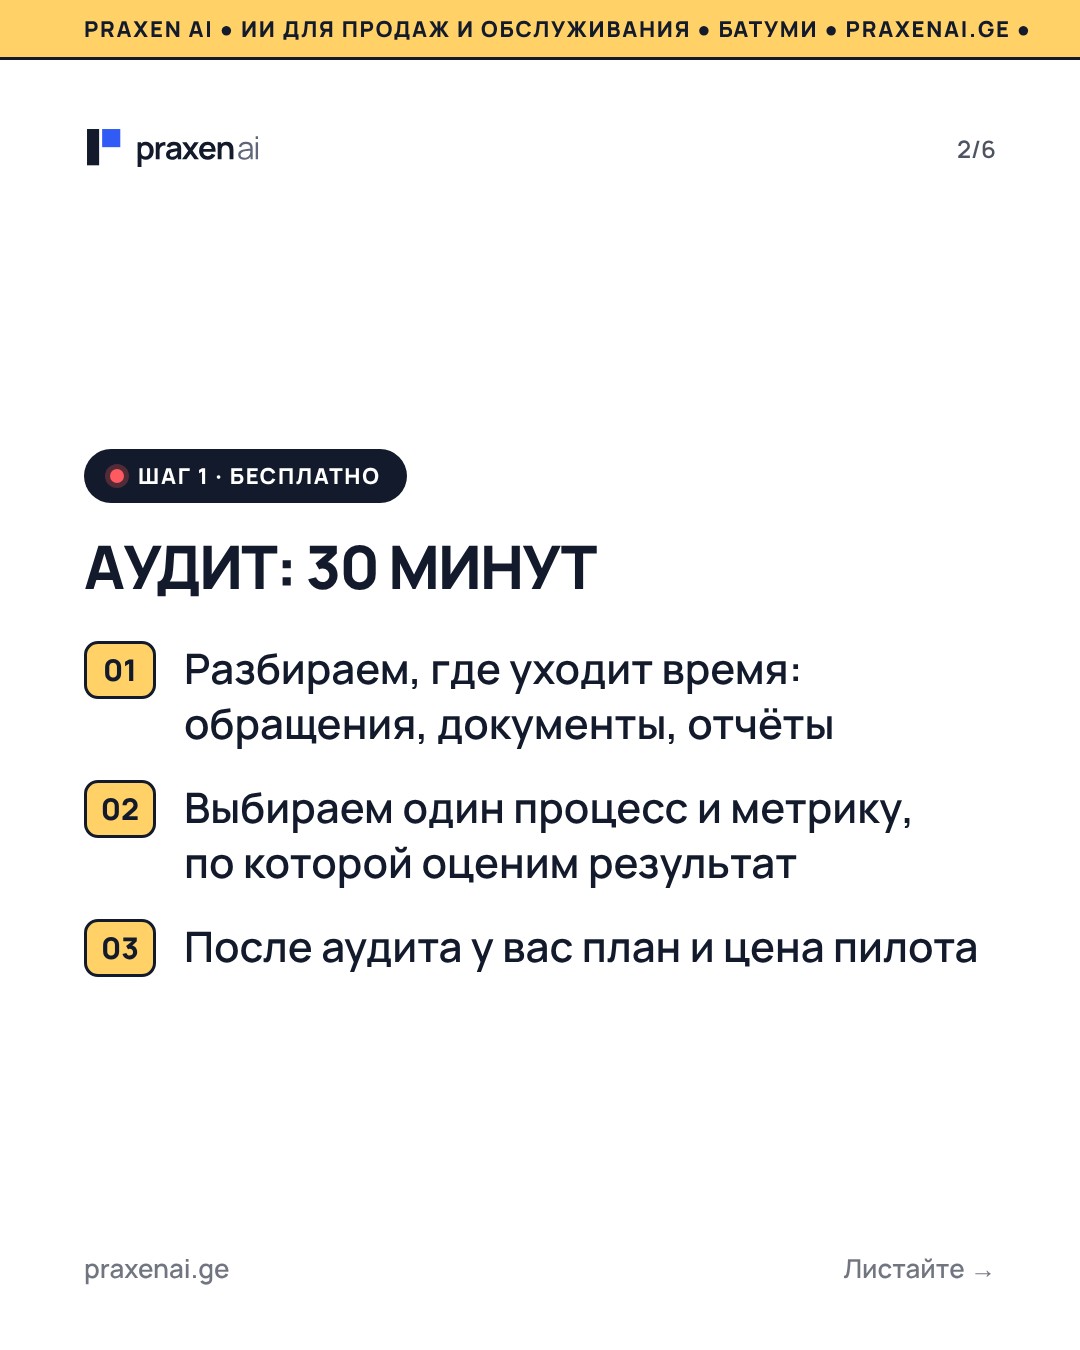 PRAXEN AI ● ИИ ДЛЯ ПРОДАЖ И ОБСЛУЖИВАНИЯ ● БАТУМИ ● PRAXENAI.GE ●
praxen ai
2/6
ШАГ 1 · БЕСПЛАТНО
АУДИТ: 30 МИНУТ
01 Разбираем, где уходит время:
обращения, документы, отчёты
02 Выбираем один процесс и метрику,
по которой оценим результат
03 После аудита у вас план и цена пилота
praxenai.ge
Листайте →